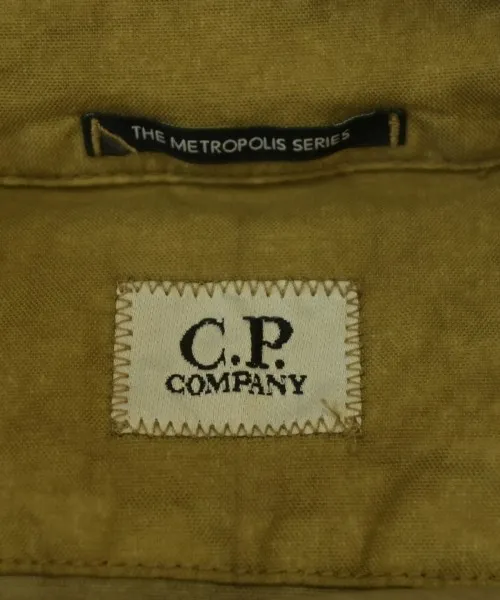 THE METROPOLIS SERIES
C.P.
COMPANY